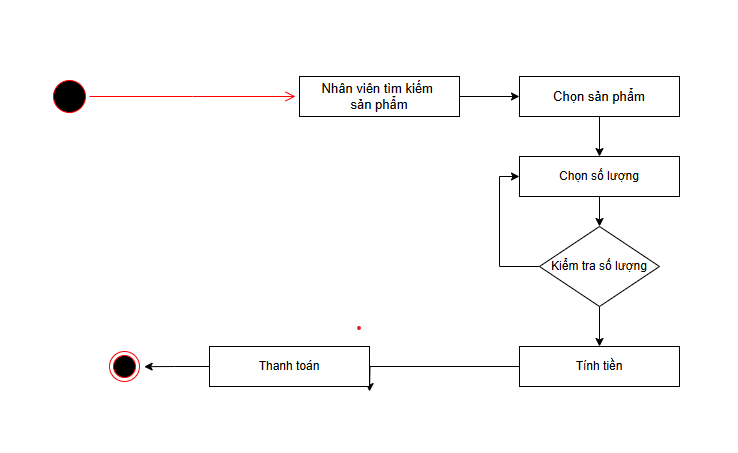 Nhân viên tìm kiếm
sản phẩm
Chọn sản phẩm
Chọn số lượng
Kiểm tra số lượng
Tính tiền
Thanh toán